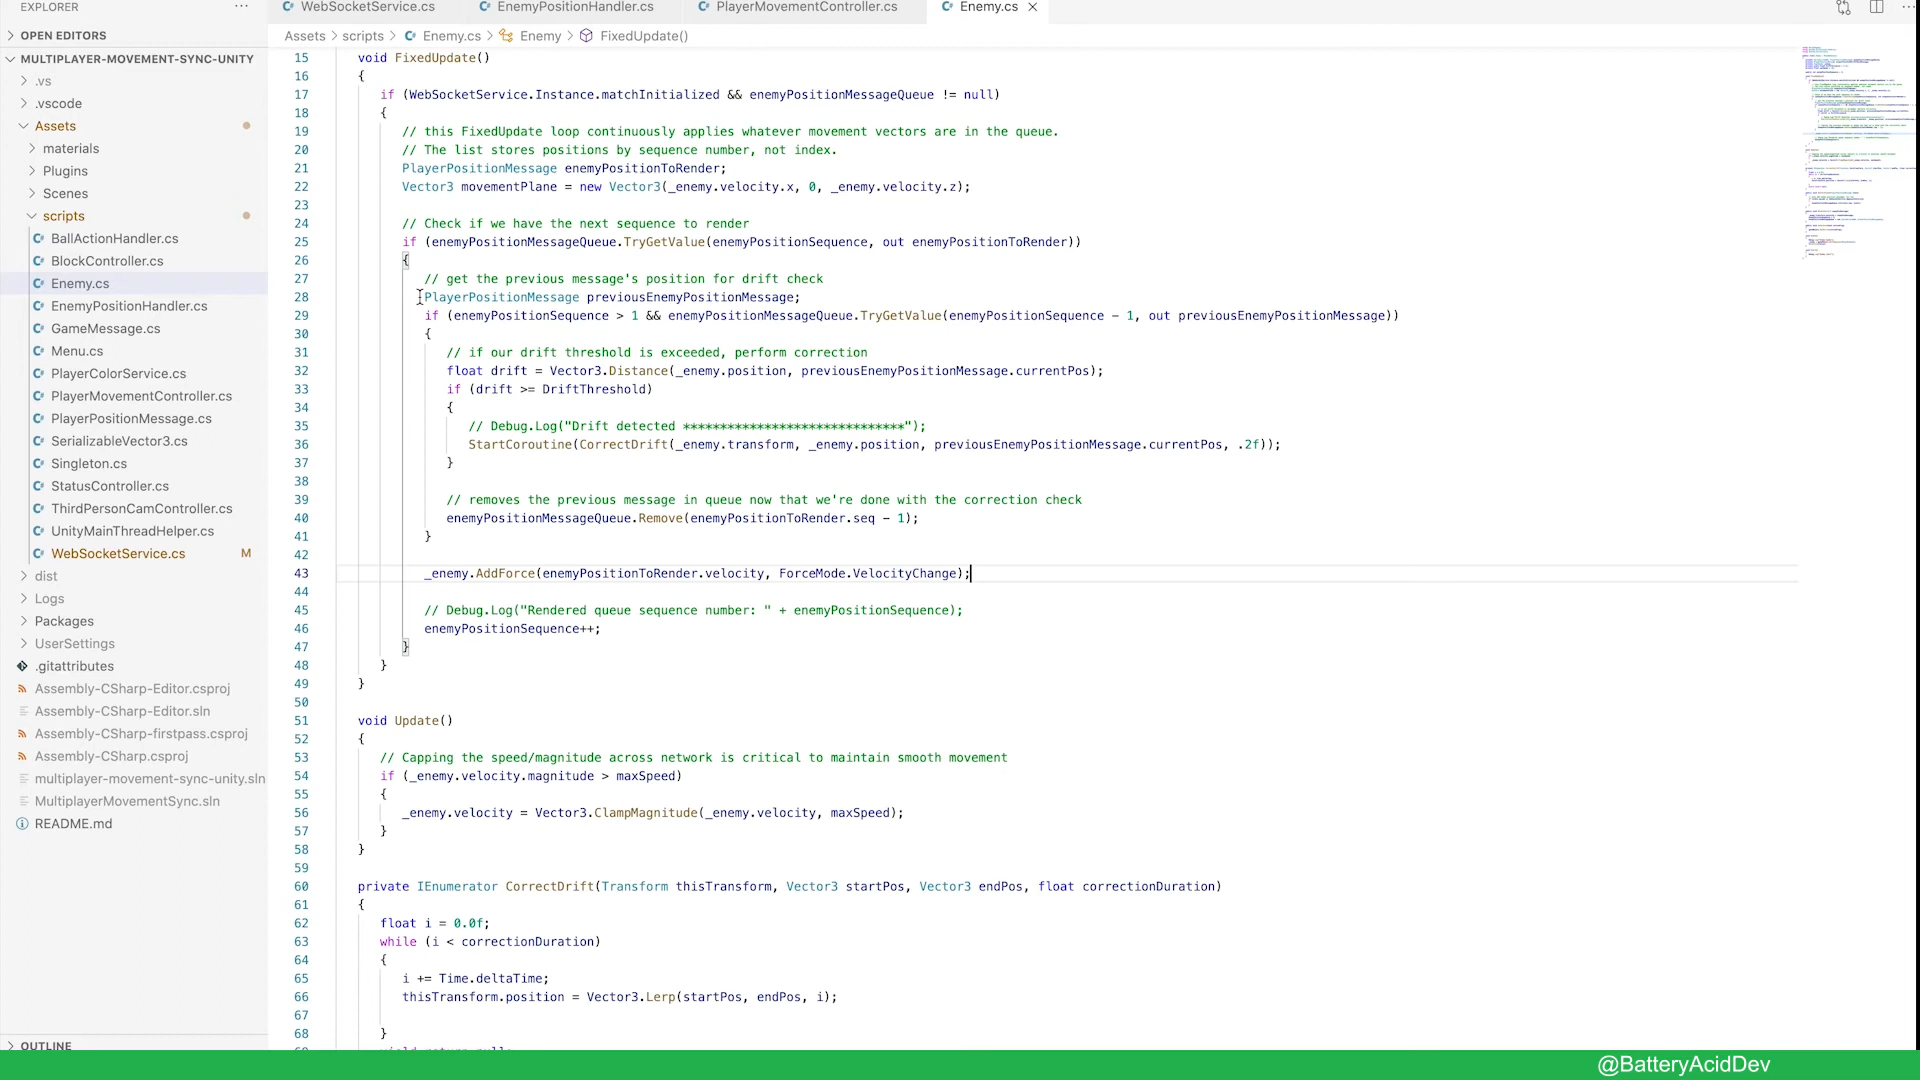 EXPLORER
WebSocketService.cs
EnemyPositionHandler.cs
PlayerMovementController.cs
Enemy.cs
OPEN EDITORS
Assets > scripts > Enemy.cs > Enemy > FixedUpdate()
MULTIPLAYER-MOVEMENT-SYNC-UNITY
.vs
.vscode
Assets
materials
Plugins
Scenes
scripts
BallActionHandler.cs
BlockController.cs
Enemy.cs
EnemyPositionHandler.cs
GameMessage.cs
Menu.cs
PlayerColorService.cs
PlayerMovementController.cs
PlayerPositionMessage.cs
SerializableVector3.cs
Singleton.cs
StatusController.cs
ThirdPersonCamController.cs
UnityMainThreadHelper.cs
WebSocketService.cs M
dist
Logs
Packages
UserSettings
.gitattributes
Assembly-CSharp-Editor.csproj
Assembly-CSharp-Editor.sln
Assembly-CSharp-firstpass.csproj
Assembly-CSharp.csproj
multiplayer-movement-sync-unity.sln
MultiplayerMovementSync.sln
README.md
OUTLINE
15 void FixedUpdate()
16 {
17 if (WebSocketService.Instance.matchInitialized && enemyPositionMessageQueue != null)
18 {
19 // this FixedUpdate loop continuously applies whatever movement vectors are in the queue.
20 // The list stores positions by sequence number, not index.
21 PlayerPositionMessage enemyPositionToRender;
22 Vector3 movementPlane = new Vector3(_enemy.velocity.x, 0, _enemy.velocity.z);
23
24 // Check if we have the next sequence to render
25 if (enemyPositionMessageQueue.TryGetValue(enemyPositionSequence, out enemyPositionToRender))
26 {
27 // get the previous message's position for drift check
28 PlayerPositionMessage previousEnemyPositionMessage;
29 if (enemyPositionSequence > 1 && enemyPositionMessageQueue.TryGetValue(enemyPositionSequence - 1, out previousEnemyPositionMessage))
30 {
31 // if our drift threshold is exceeded, perform correction
32 float drift = Vector3.Distance(_enemy.position, previousEnemyPositionMessage.currentPos);
33 if (drift >= DriftThreshold)
34 {
35 // Debug.Log("Drift detected ******************************");
36 StartCoroutine(CorrectDrift(_enemy.transform, _enemy.position, previousEnemyPositionMessage.currentPos, .2f));
37 }
38
39 // removes the previous message in queue now that we're done with the correction check
40 enemyPositionMessageQueue.Remove(enemyPositionToRender.seq - 1);
41 }
42
43 _enemy.AddForce(enemyPositionToRender.velocity, ForceMode.VelocityChange);
44
45 // Debug.Log("Rendered queue sequence number: " + enemyPositionSequence);
46 enemyPositionSequence++;
47 }
48 }
49 }
50
51 void Update()
52 {
53 // Capping the speed/magnitude across network is critical to maintain smooth movement
54 if (_enemy.velocity.magnitude > maxSpeed)
55 {
56 _enemy.velocity = Vector3.ClampMagnitude(_enemy.velocity, maxSpeed);
57 }
58 }
59
60 private IEnumerator CorrectDrift(Transform thisTransform, Vector3 startPos, Vector3 endPos, float correctionDuration)
61 {
62 float i = 0.0f;
63 while (i < correctionDuration)
64 {
65 i += Time.deltaTime;
66 thisTransform.position = Vector3.Lerp(startPos, endPos, i);
67
68 }
@BatteryAcidDev